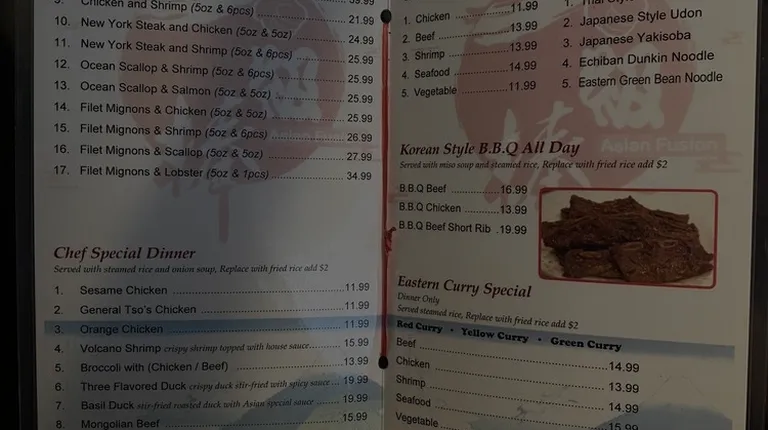 9. Chicken and Shrimp (5oz & 6pcs)
10. New York Steak and Chicken (5oz & 5oz) ........ 21.99
11. New York Steak and Shrimp (5oz & 6pcs) ........ 24.99
12. Ocean Scallop & Shrimp (5oz & 6pcs) ........ 25.99
13. Ocean Scallop & Salmon (5oz & 5oz) ........ 25.99
14. Filet Mignons & Chicken (5oz & 5oz) ........ 25.99
15. Filet Mignons & Shrimp (5oz & 6pcs) ........ 26.99
16. Filet Mignons & Scallop (5oz & 5oz) ........ 27.99
17. Filet Mignons & Lobster (5oz & 1pcs) ........ 34.99
Chef Special Dinner
Served with steamed rice and onion soup, Replace with fried rice add $2
1. Sesame Chicken ........ 11.99
2. General Tso's Chicken ........ 11.99
3. Orange Chicken ........ 11.99
4. Volcano Shrimp crispy shrimp topped with house sauce ........ 15.99
5. Broccoli with (Chicken / Beef) ........ 13.99
6. Three Flavored Duck crispy duck stir-fried with spicy sauce ... 19.99
7. Basil Duck stir-fried roasted duck with Asian special sauce ........ 19.99
8. Mongolian Beef ........ 15.99
1. Chicken ........ 11.99
2. Beef ........ 13.99
3. Shrimp ........ 13.99
4. Seafood ........ 14.99
5. Vegetable ........ 11.99
1. Thai Style
2. Japanese Style Udon
3. Japanese Yakisoba
4. Echiban Dunkin Noodle
5. Eastern Green Bean Noodle
Asian Fusion
Korean Style B.B.Q All Day
Served with miso soup and steamed rice, Replace with fried rice add $2
B.B.Q Beef ........ 16.99
B.B.Q Chicken ........ 13.99
B.B.Q Beef Short Rib . 19.99
Eastern Curry Special
Dinner Only
Served steamed rice, Replace with fried rice add $2
Red Curry • Yellow Curry • Green Curry
Beef ........ 14.99
Chicken ........ 13.99
Shrimp ........ 14.99
Seafood ........ 15.99
Vegetable